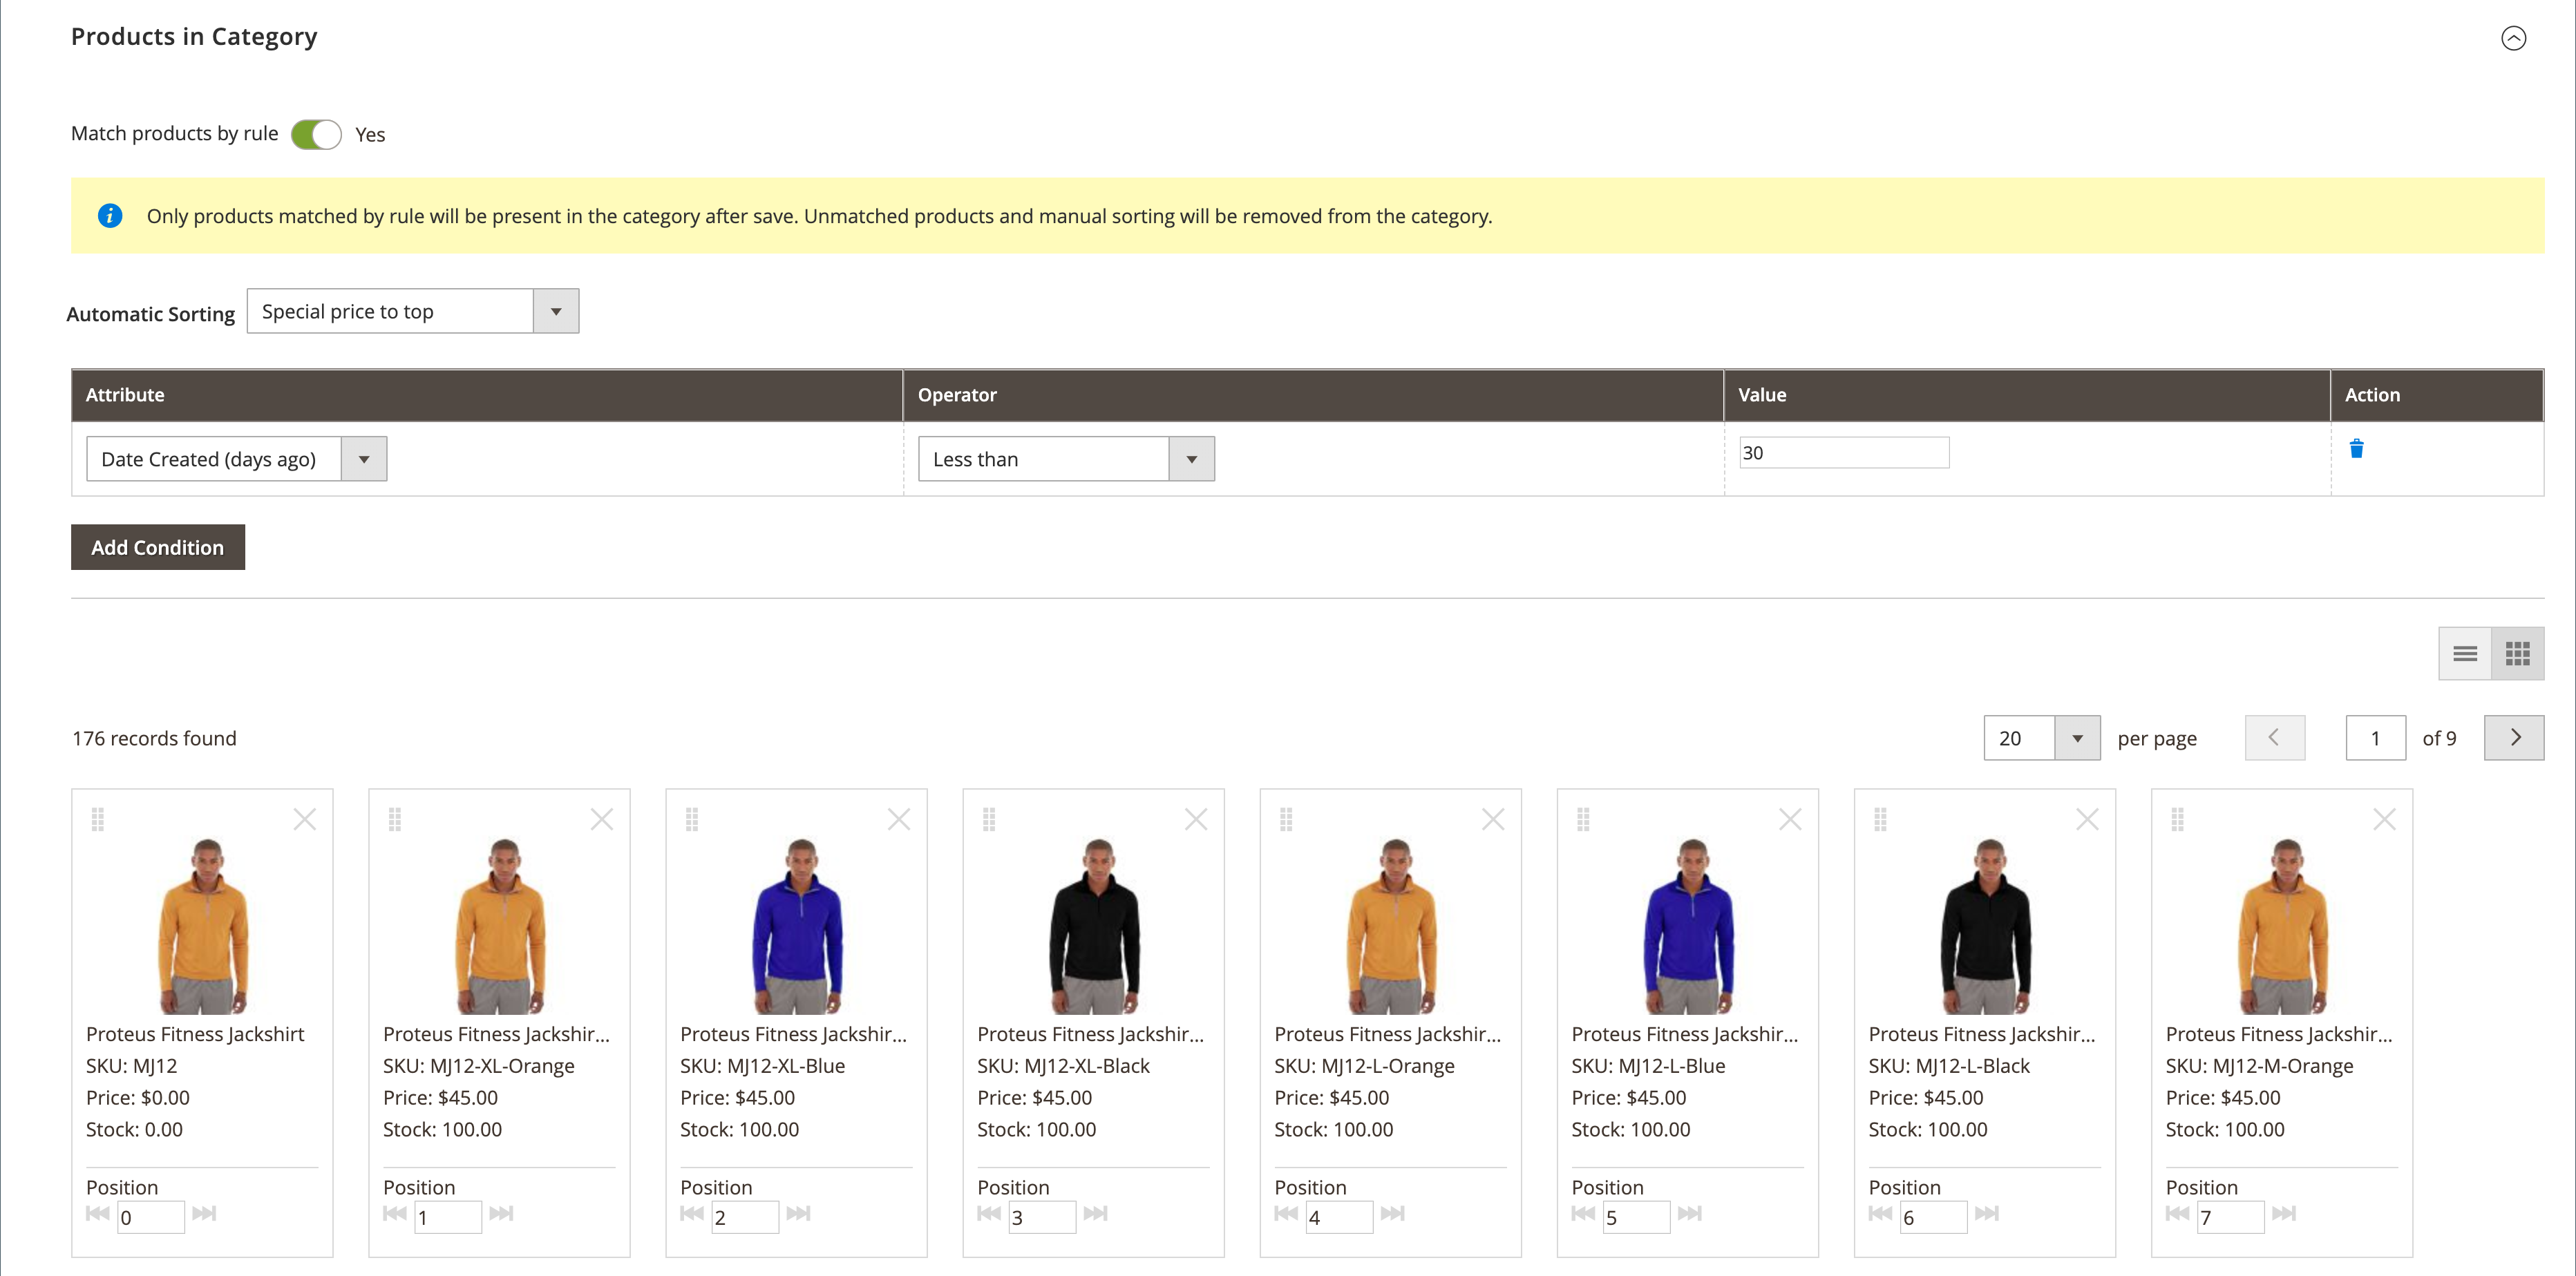 Products in Category
Match products by rule Yes
Only products matched by rule will be present in the category after save. Unmatched products and manual sorting will be removed from the category.
Automatic Sorting Special price to top
Attribute Operator Value Action
Date Created (days ago) Less than 30
Add Condition
176 records found 20 per page 1 of 9
Proteus Fitness Jackshirt Proteus Fitness Jackshir... Proteus Fitness Jackshir... Proteus Fitness Jackshir... Proteus Fitness Jackshir... Proteus Fitness Jackshir... Proteus Fitness Jackshir... Proteus Fitness Jackshir...
SKU: MJ12 SKU: MJ12-XL-Orange SKU: MJ12-XL-Blue SKU: MJ12-XL-Black SKU: MJ12-L-Orange SKU: MJ12-L-Blue SKU: MJ12-L-Black SKU: MJ12-M-Orange
Price: $0.00 Price: $45.00 Price: $45.00 Price: $45.00 Price: $45.00 Price: $45.00 Price: $45.00 Price: $45.00
Stock: 0.00 Stock: 100.00 Stock: 100.00 Stock: 100.00 Stock: 100.00 Stock: 100.00 Stock: 100.00 Stock: 100.00
Position Position Position Position Position Position Position Position
0 1 2 3 4 5 6 7